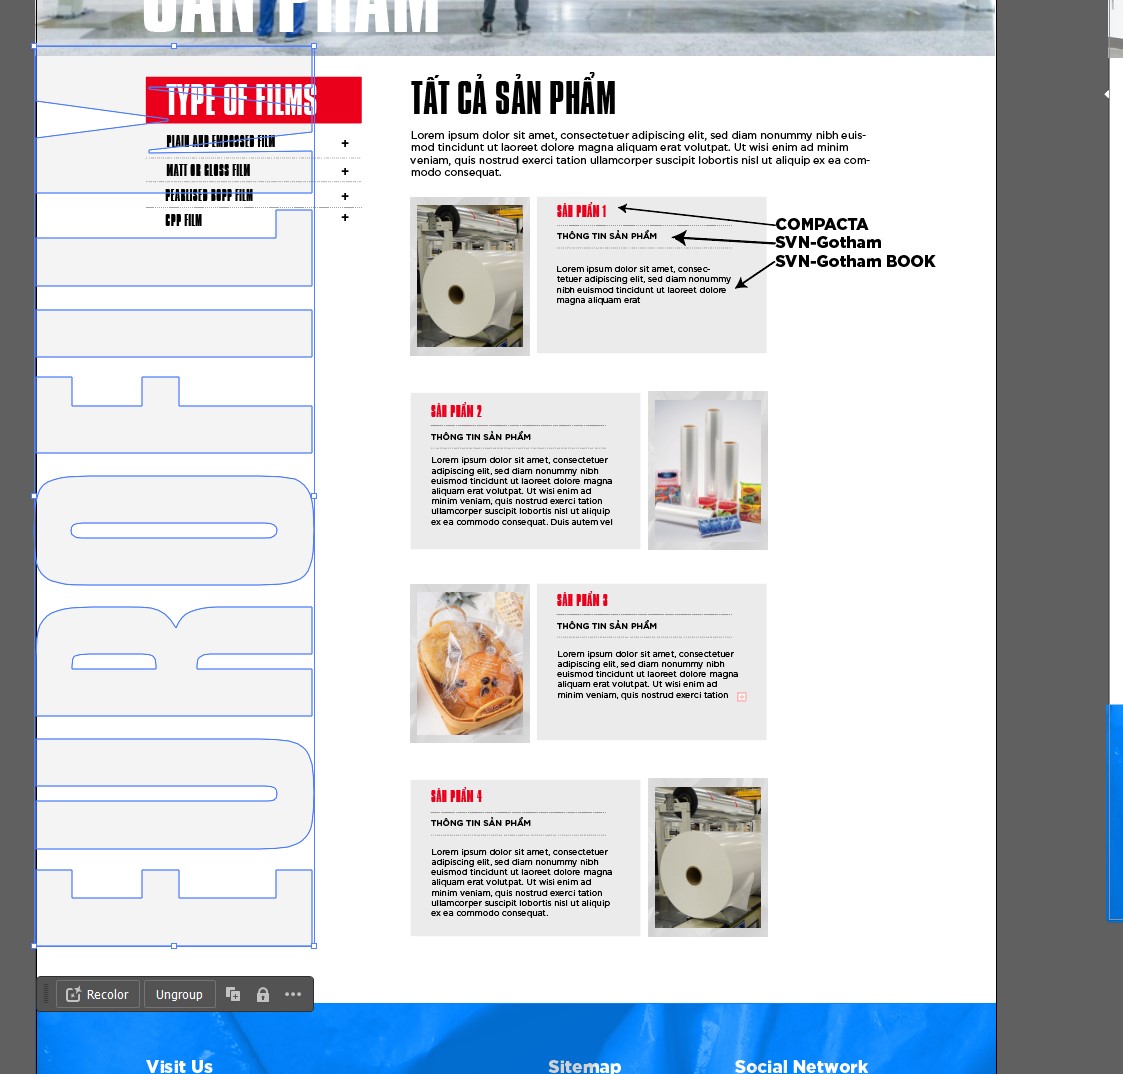 SẢN PHẨM
TYPE OF FILMS
PLAIN AND EMBOSSED FILM +
MATT OR GLOSS FILM +
PEARLISED BOPP FILM +
CPP FILM +
TẤT CẢ SẢN PHẨM
Lorem ipsum dolor sit amet, consectetuer adipiscing elit, sed diam nonummy nibh euis-
mod tincidunt ut laoreet dolore magna aliquam erat volutpat. Ut wisi enim ad minim
veniam, quis nostrud exerci tation ullamcorper suscipit lobortis nisl ut aliquip ex ea com-
modo consequat.
SẢN PHẨM 1
THÔNG TIN SẢN PHẨM
Lorem ipsum dolor sit amet, consec-
tetuer adipiscing elit, sed diam nonummy
nibh euismod tincidunt ut laoreet dolore
magna aliquam erat
COMPACTA
SVN-Gotham
SVN-Gotham BOOK
SẢN PHẨM 2
THÔNG TIN SẢN PHẨM
Lorem ipsum dolor sit amet, consectetuer
adipiscing elit, sed diam nonummy nibh
euismod tincidunt ut laoreet dolore magna
aliquam erat volutpat. Ut wisi enim ad
minim veniam, quis nostrud exerci tation
ullamcorper suscipit lobortis nisl ut aliquip
ex ea commodo consequat. Duis autem vel
SẢN PHẨM 3
THÔNG TIN SẢN PHẨM
Lorem ipsum dolor sit amet, consectetuer
adipiscing elit, sed diam nonummy nibh
euismod tincidunt ut laoreet dolore magna
aliquam erat volutpat. Ut wisi enim ad
minim veniam, quis nostrud exerci tation
SẢN PHẨM 4
THÔNG TIN SẢN PHẨM
Lorem ipsum dolor sit amet, consectetuer
adipiscing elit, sed diam nonummy nibh
euismod tincidunt ut laoreet dolore magna
aliquam erat volutpat. Ut wisi enim ad
minim veniam, quis nostrud exerci tation
ullamcorper suscipit lobortis nisl ut aliquip
ex ea commodo consequat.
Recolor
Ungroup
Visit Us
Sitemap
Social Network